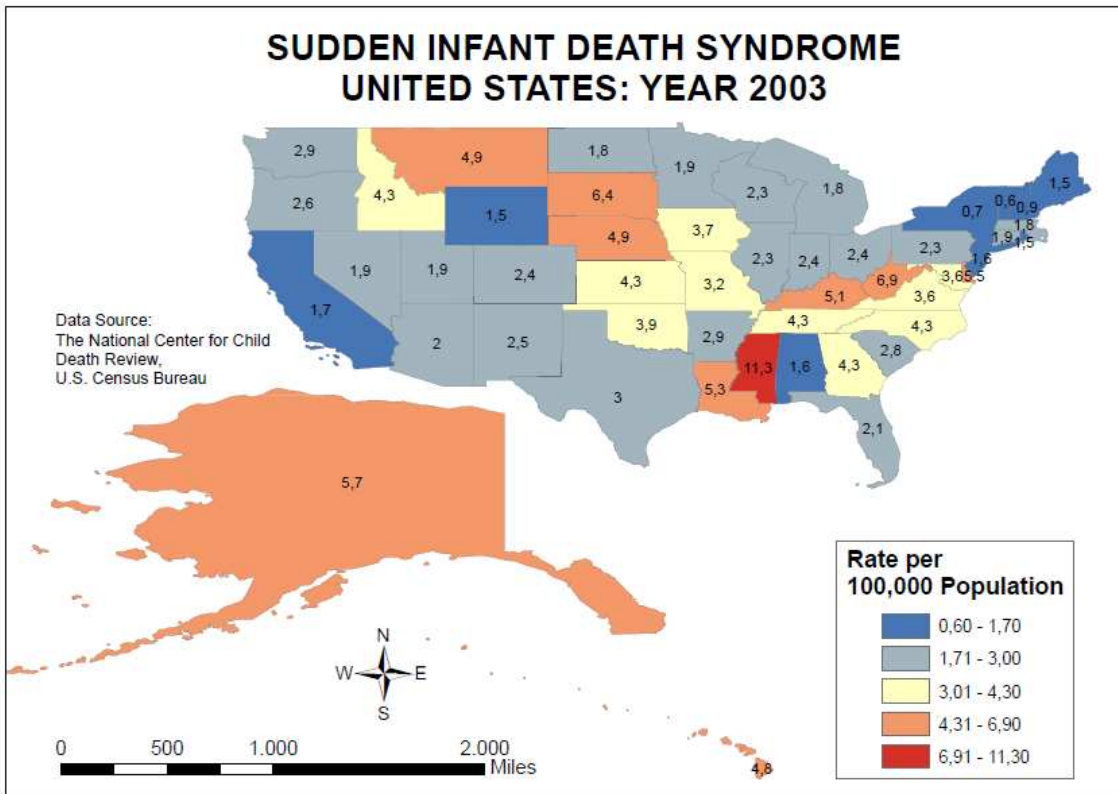 SUDDEN INFANT DEATH SYNDROME
UNITED STATES: YEAR 2003
2,9
4,9
1,8
1,9
2,3
1,8
1,5
4,3
2,6
1,5
6,4
0,7
0,6
0,9
1,9
1,8
1,5
3,7
4,9
2,3
2,4
2,4
2,3
1,6
1,9
1,9
2,4
4,3
3,2
5,1
6,9
3,6
5,5
3,6
1,7
3,9
4,3
4,3
2
2,5
2,9
2,8
11,3
1,6
4,3
5,3
3
2,1
Data Source:
The National Center for Child
Death Review,
U.S. Census Bureau
5,7
4,8
N
W E
S
0 500 1.000 2.000
Miles
Rate per
100,000 Population
0,60 - 1,70
1,71 - 3,00
3,01 - 4,30
4,31 - 6,90
6,91 - 11,30